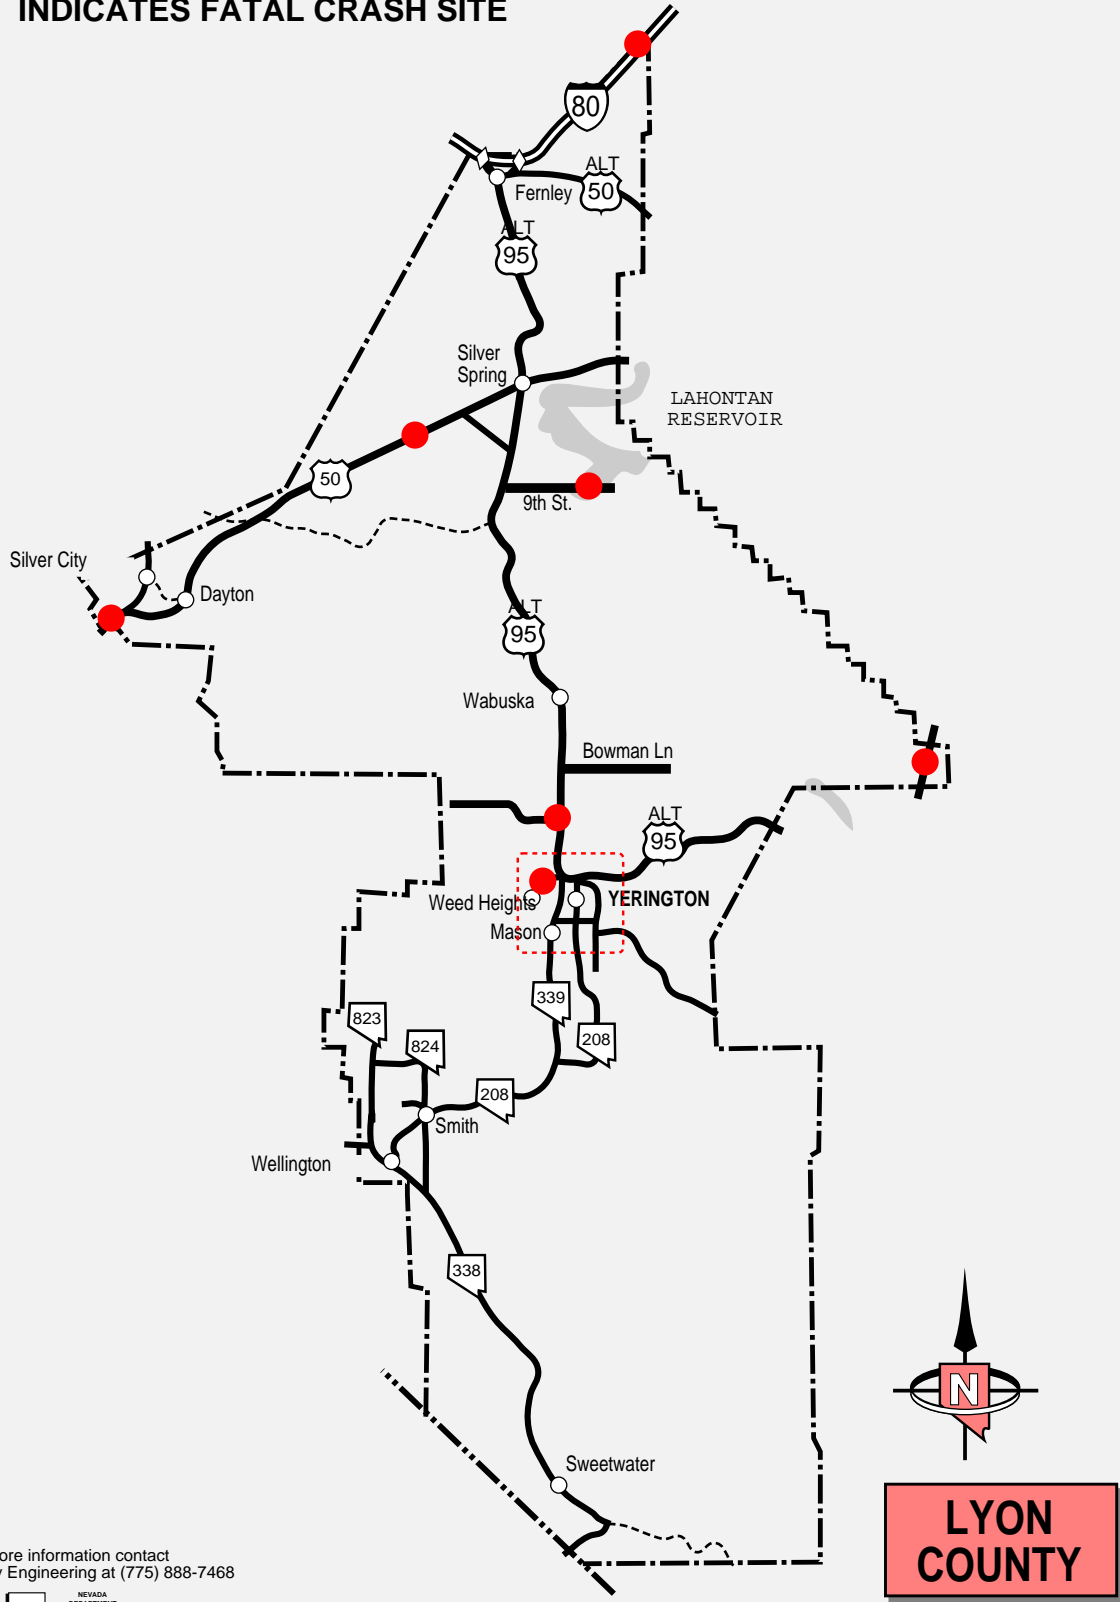 INDICATES FATAL CRASH SITE
80
ALT
50
Fernley
ALT
95
Silver
Spring
LAHONTAN
RESERVOIR
50
9th St.
Silver City
Dayton
ALT
95
Wabuska
Bowman Ln
ALT
95
Weed Heights
YERINGTON
Mason
339
823
824
208
208
Smith
Wellington
338
N
Sweetwater
LYON
COUNTY
ore information contact
y Engineering at (775) 888-7468
NEVADA